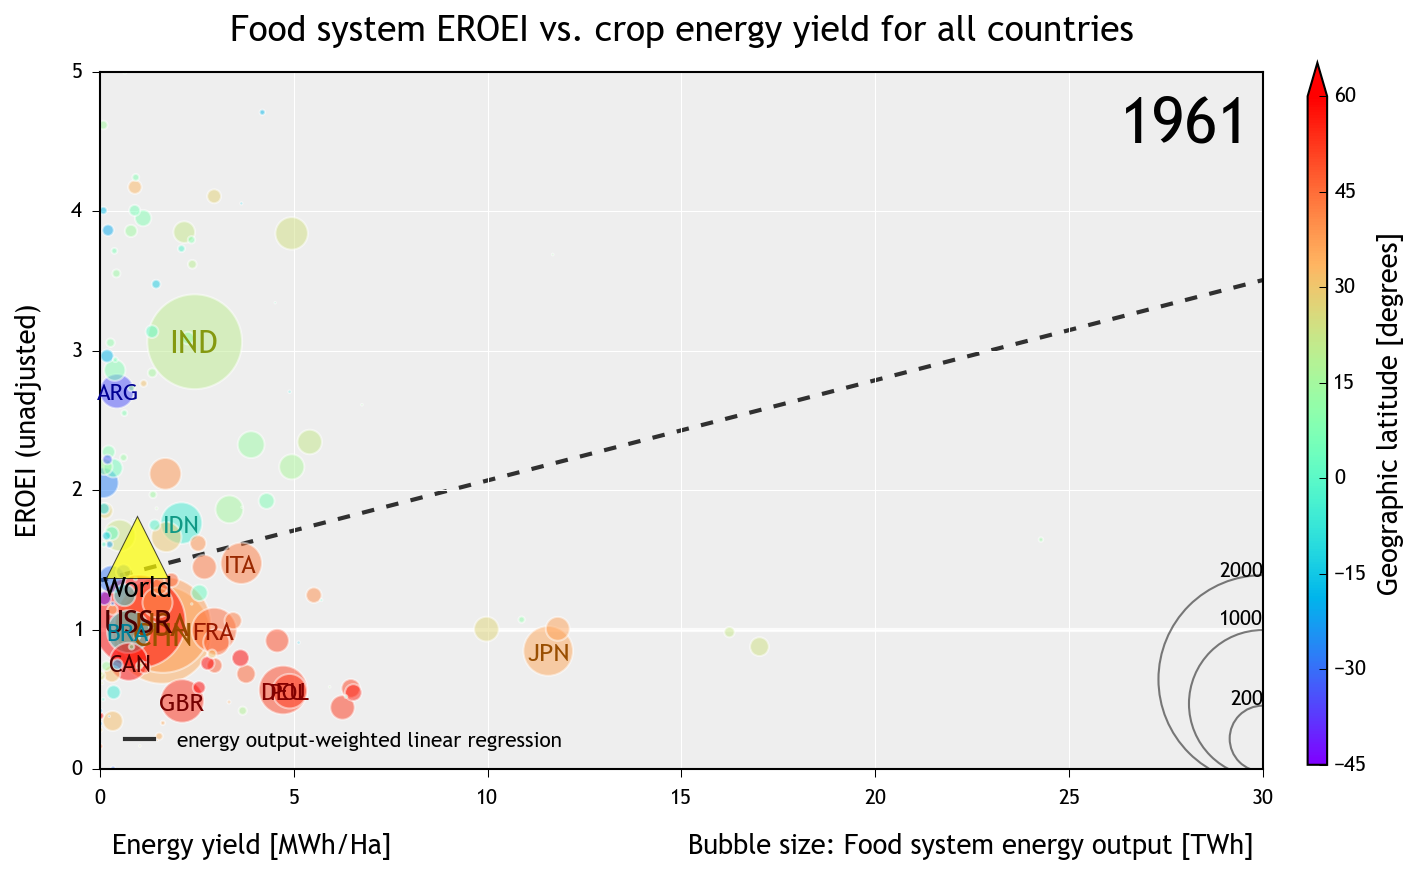 Food system EROEI vs. crop energy yield for all countries
1961
5
4
3
2
1
0
EROEI (unadjusted)
IND
ARG
IDN
ITA
World
USSR
CHN
BRA
FRA
CAN
JPN
DEU
POL
GBR
energy output-weighted linear regression
2000
1000
200
0
5
10
15
20
25
30
Energy yield [MWh/Ha]
Bubble size: Food system energy output [TWh]
60
45
30
15
0
−15
−30
−45
Geographic latitude [degrees]